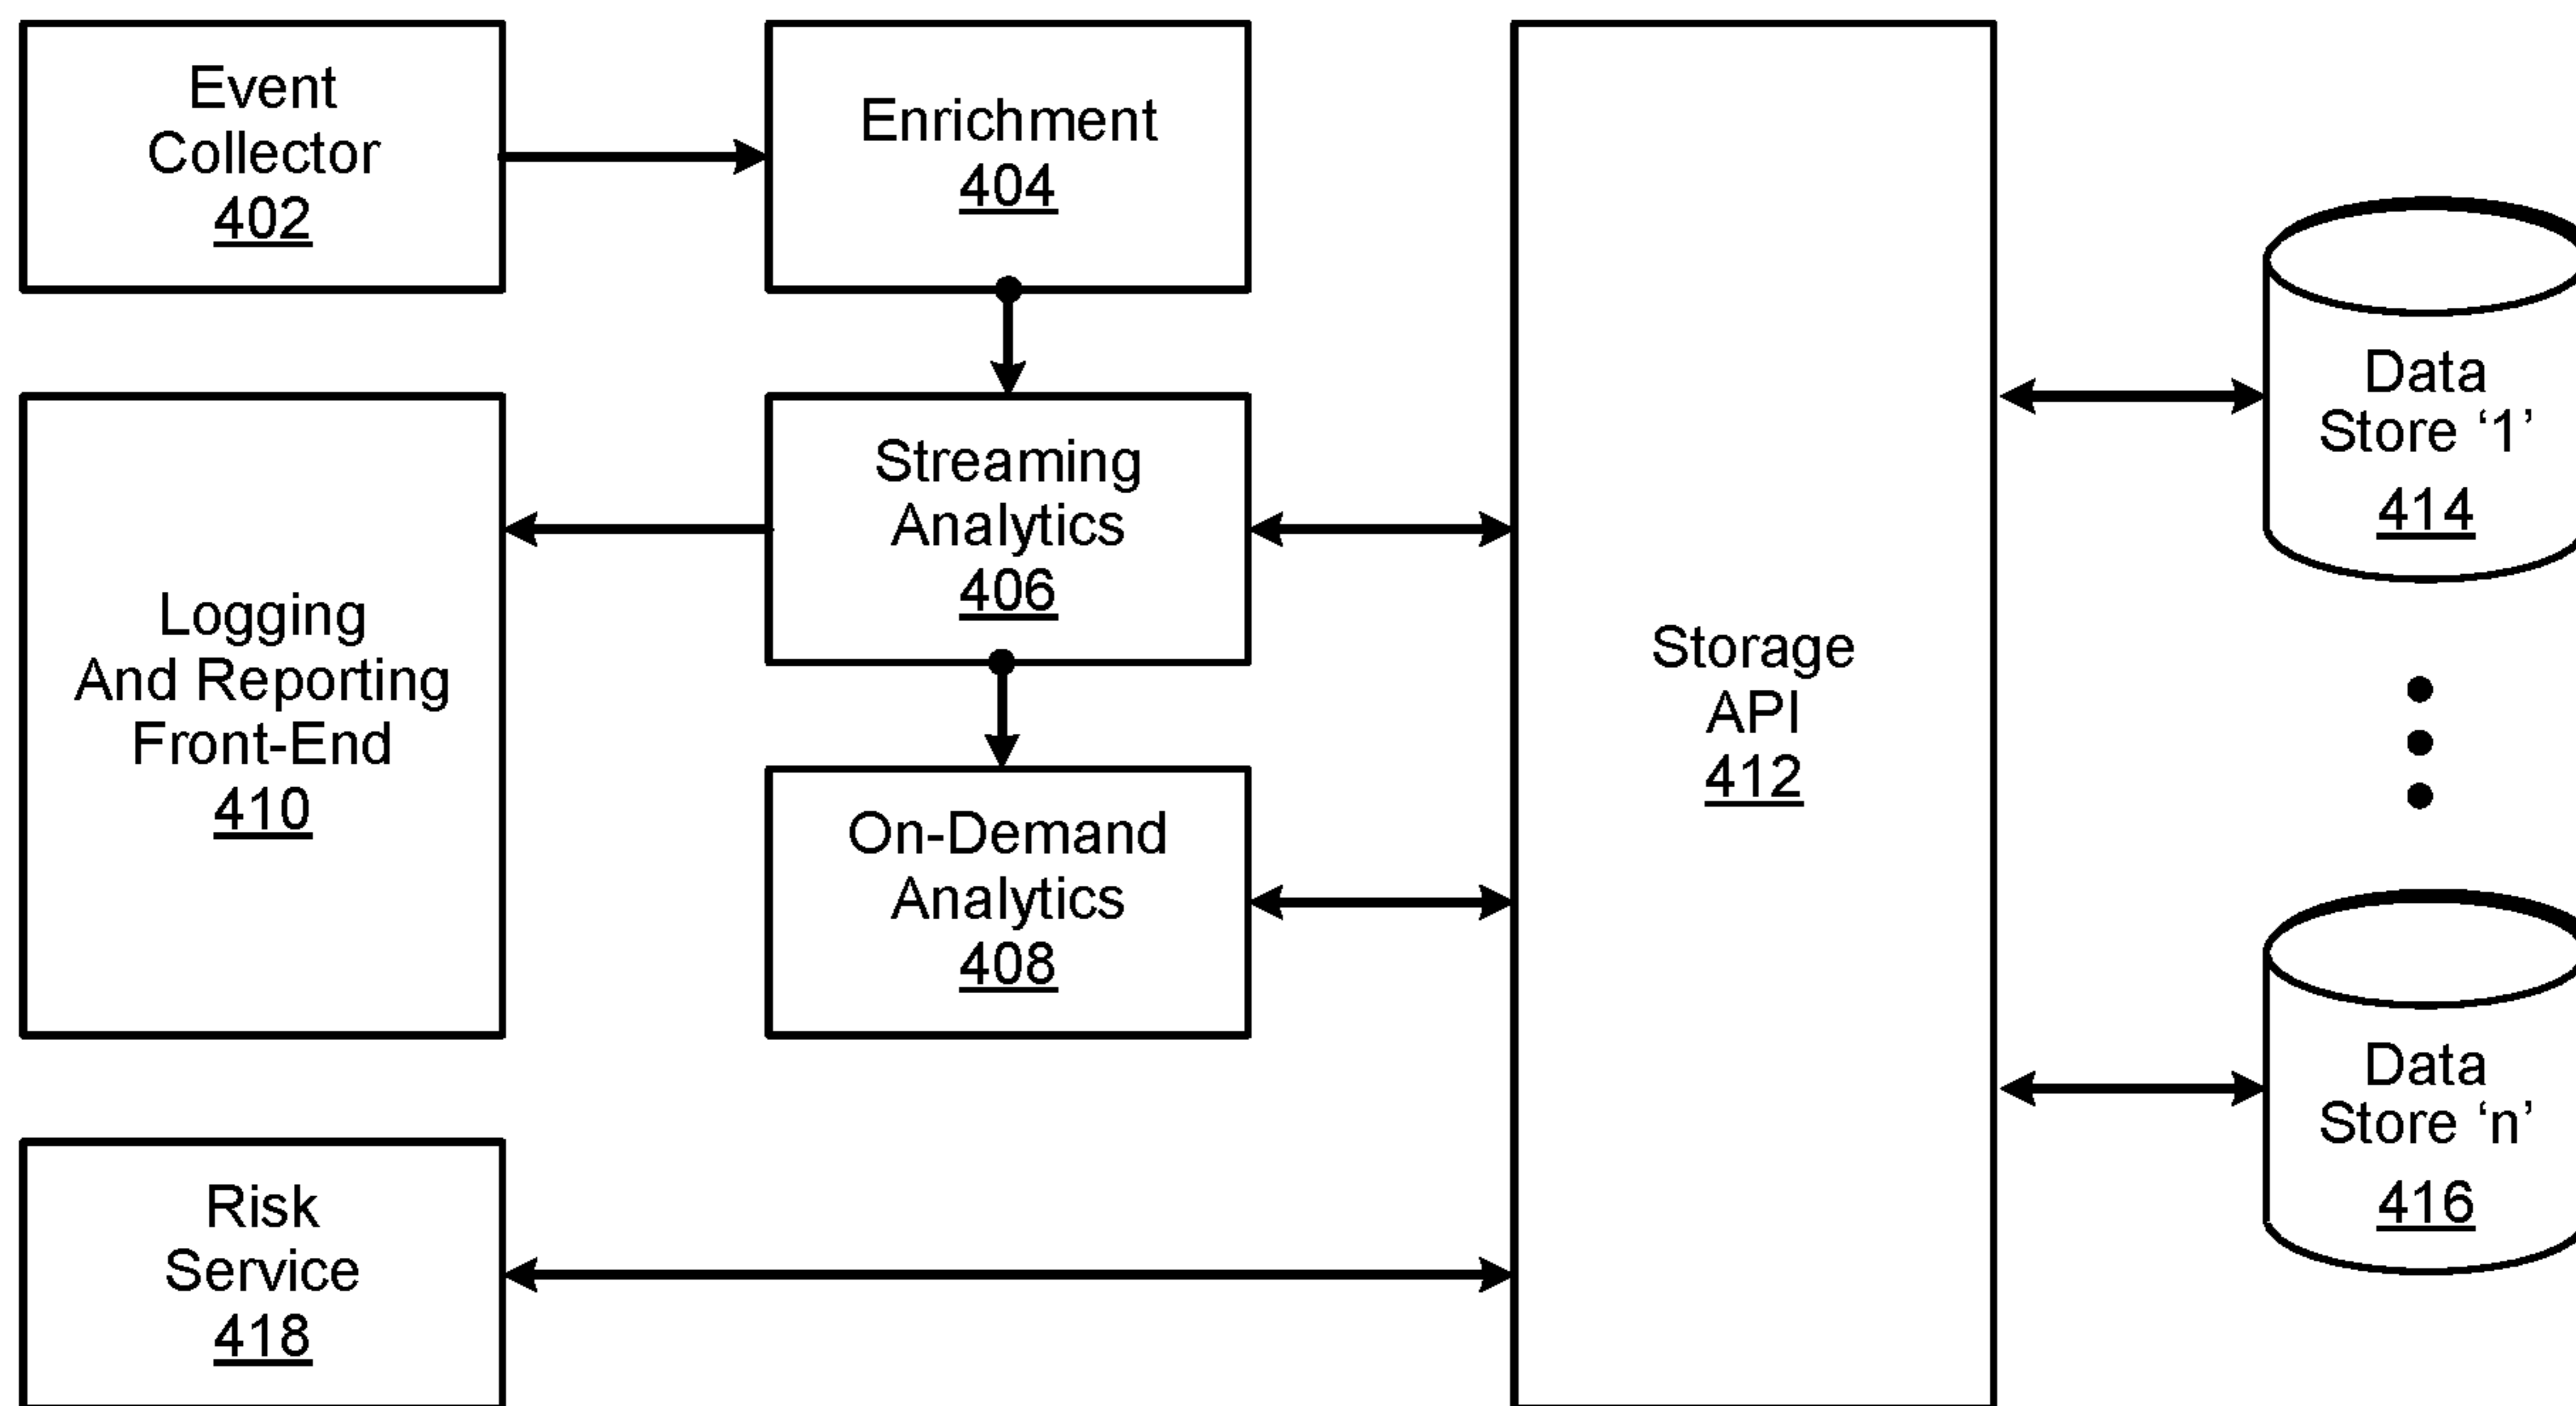 Event
Collector
402
Enrichment
404
Streaming
Analytics
406
On-Demand
Analytics
408
Logging
And Reporting
Front-End
410
Risk
Service
418
Storage
API
412
Data
Store ‘1’
414
Data
Store ‘n’
416